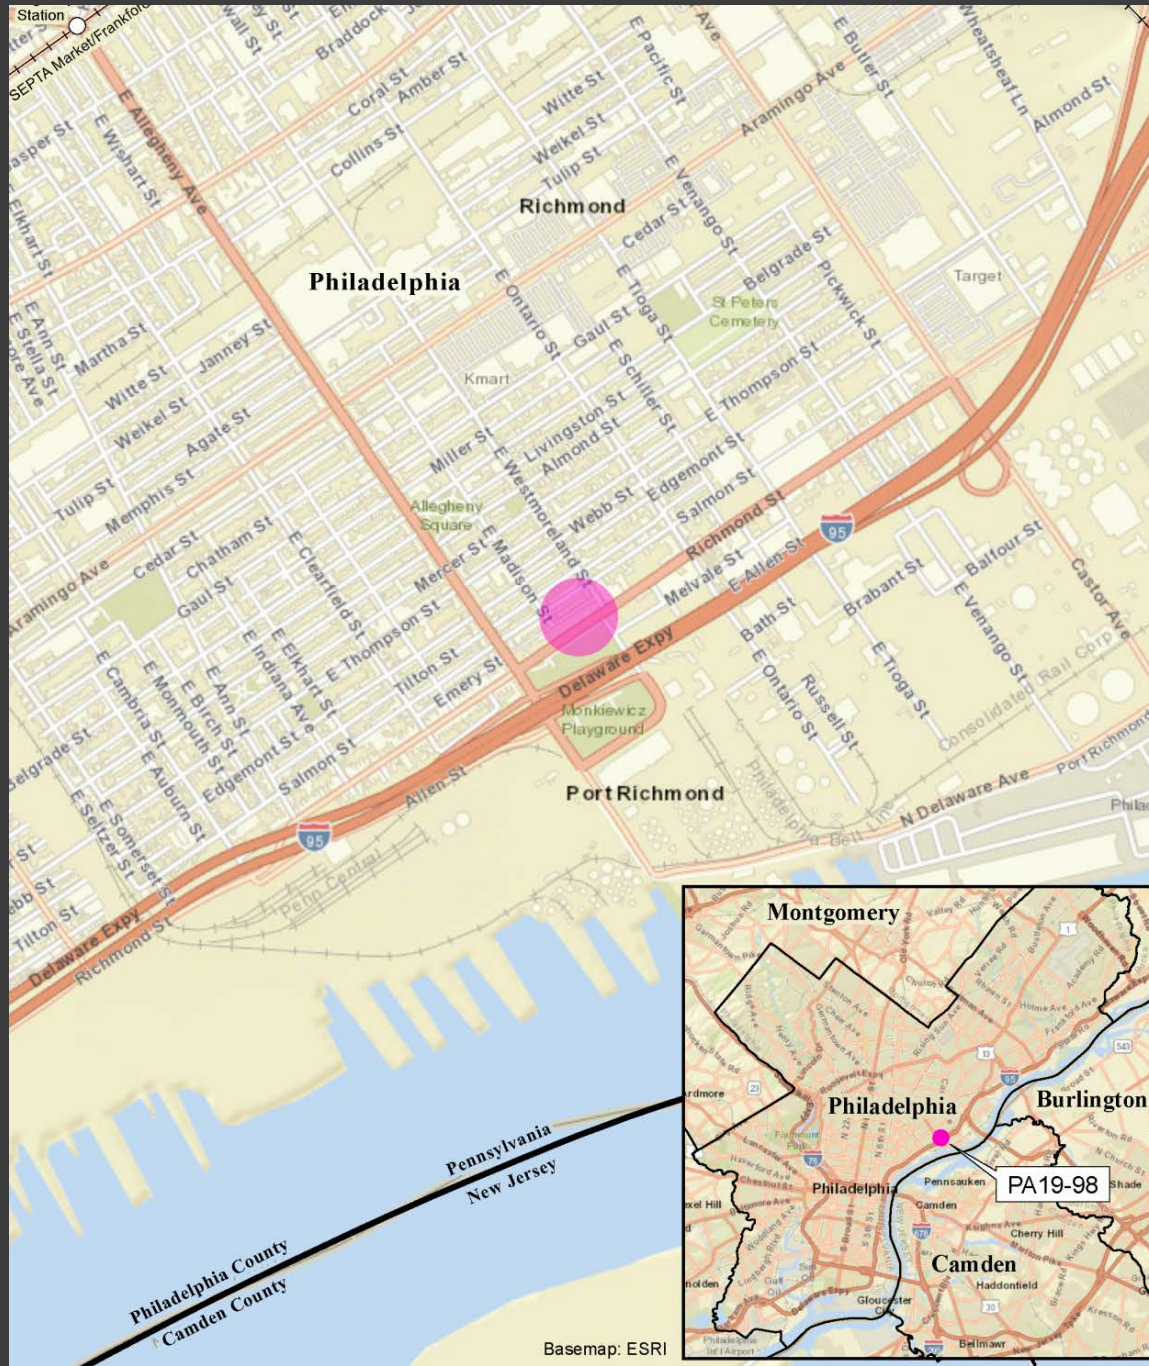 Station
SEPTA Market/Frankford
E Allegheny Ave
E Wishart St
Braddock
Coral St
Amber St
Collins St
Witte St
Weikel St
Tulip St
E Pacific St
Ave
E Butler St
Aramingo Ave
Wheatsheaf Ln
Almond St
Richmond
E Venango St
Cedar St
Belgrade St
Pickwick St
Target
Philadelphia
E Ontario St
E Tioga St
St Peters
Cemetery
Gaul St
E Schiller St
E Thompson St
Elkhart St
E Ann St
E Stella St
Martha St
Janney St
Witte St
Weikel St
Agate St
Kmart
Livingston St
Almond St
Miller St
E Westmoreland St
Edgemont St
Webb St
Salmon St
Tulip St
Memphis St
Allegheny
Square
E Madison St
Mercer St
Richmond St
95
Melvale St
E Allen St
Balfour St
Castor Ave
Brabant St
E Venango St
Cedar St
Chatham St
Gaul St
E Clearfield St
Aramingo Ave
E Thompson St
Tilton St
Emery St
Delaware Expy
Bath St
E Ontario St
Russell St
E Tioga St
Consolidated Rail Corp
E Cambria St
E Monmouth St
E Birch St
E Ann St
E Indiana Ave
E Elkhart St
Monkiewicz
Playground
Belgrade St
E Auburn St
Edgemont St
Salmon St
Allen St
Port Richmond
Port Richmond
N Delaware Ave
E Seltzer St
E Somerset St
95
Penn Central
Tilton St
Delaware Expy
Richmond St
Pennsylvania
New Jersey
Philadelphia County
Camden County
Basemap: ESRI
Montgomery
Philadelphia
Burlington
PA19-98
Philadelphia
Pennsauken
Camden
Cherry Hill
Camden
Haddonfield
Gloucester
City
Bellmawr
Philadelphia
Int'l Airport